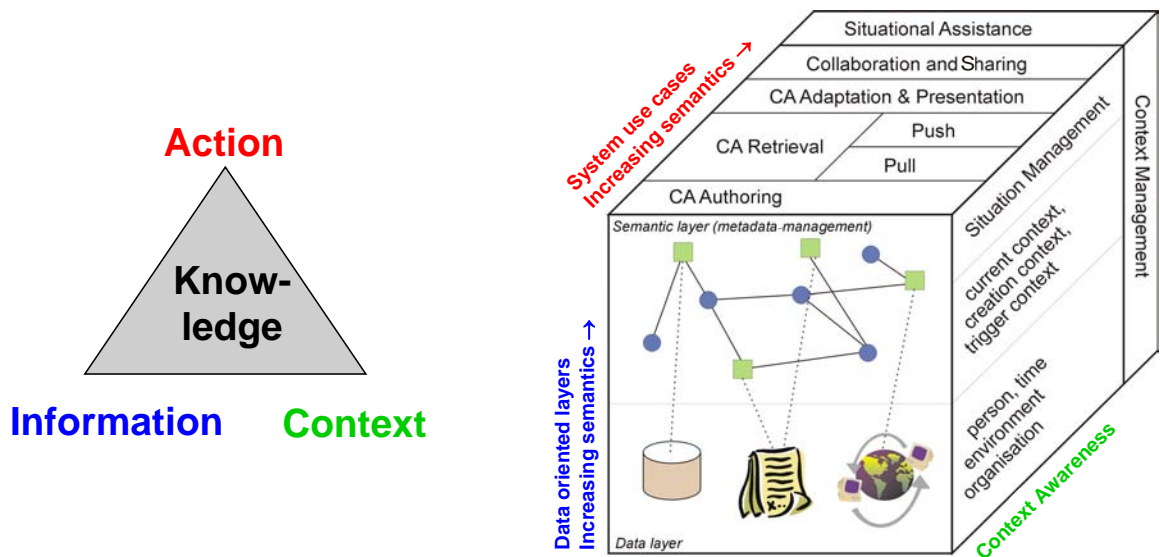 Action
Know-
ledge
Information
Context
System use cases
Increasing semantics →
Situational Assistance
Collaboration and Sharing
CA Adaptation & Presentation
CA Retrieval
Push
Pull
CA Authoring
Data oriented layers
Increasing semantics →
Semantic layer (metadata-management)
x..
Data layer
Situation Management
current context,
creation context,
trigger context
person, time
environment
organisation
Context Management
Context Awareness